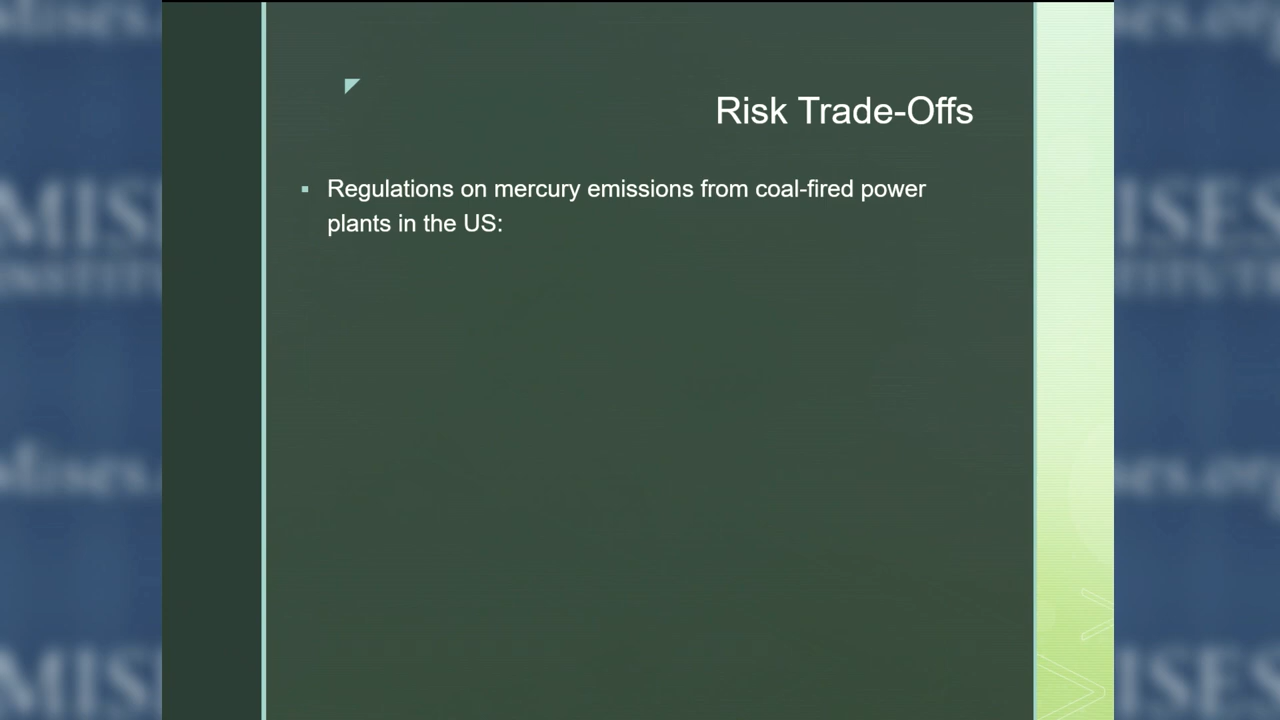 Risk Trade-Offs
▪ Regulations on mercury emissions from coal-fired power
plants in the US: